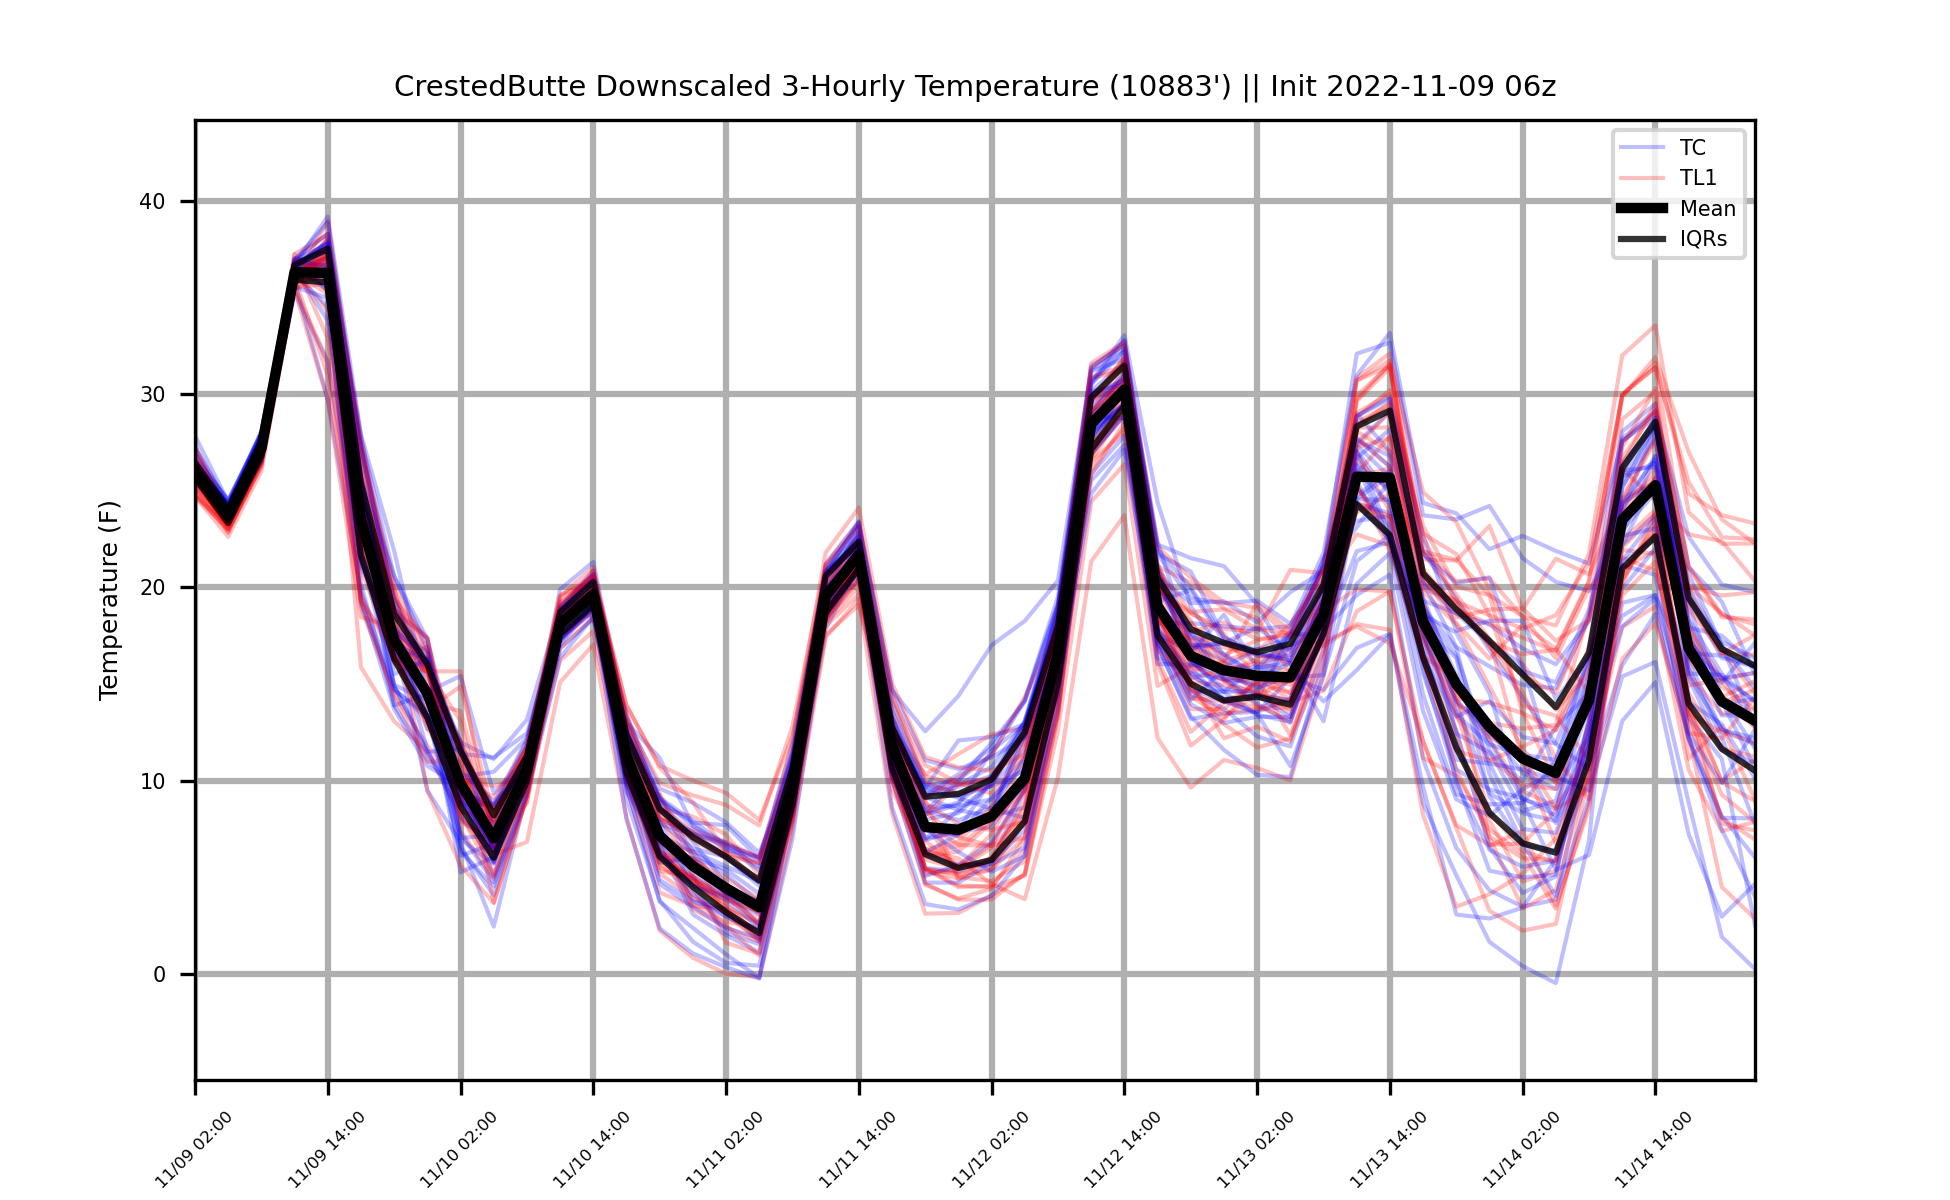 CrestedButte Downscaled 3-Hourly Temperature (10883') || Init 2022-11-09 06z
TC
TL1
Mean
IQRs
Temperature (F)
40
30
20
10
0
11/09 02:00
11/09 14:00
11/10 02:00
11/10 14:00
11/11 02:00
11/11 14:00
11/12 02:00
11/12 14:00
11/13 02:00
11/13 14:00
11/14 02:00
11/14 14:00